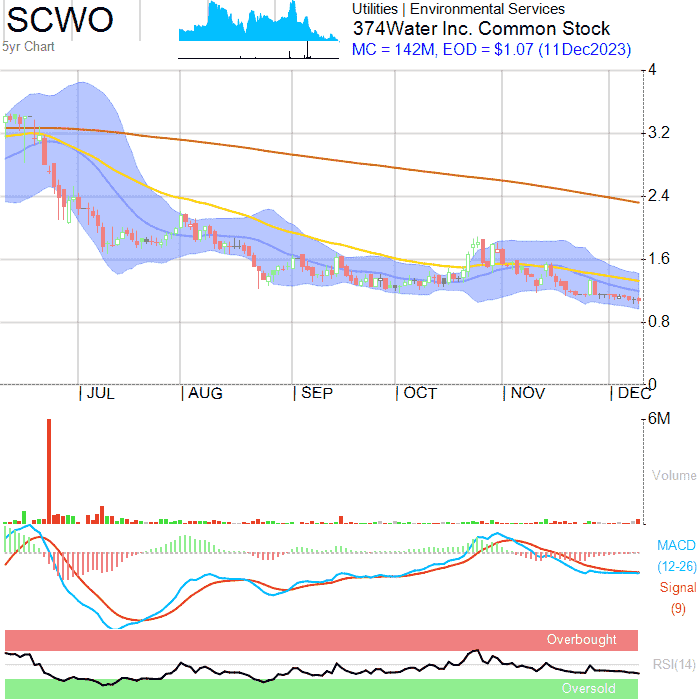 SCWO
5yr Chart
Utilities | Environmental Services
374Water Inc. Common Stock
MC = 142M, EOD = $1.07 (11Dec2023)
4
3.2
2.4
1.6
0.8
0
| JUL | AUG | SEP | OCT | NOV | DEC
6M
Volume
MACD
(12-26)
Signal
(9)
Overbought
RSI(14)
Oversold